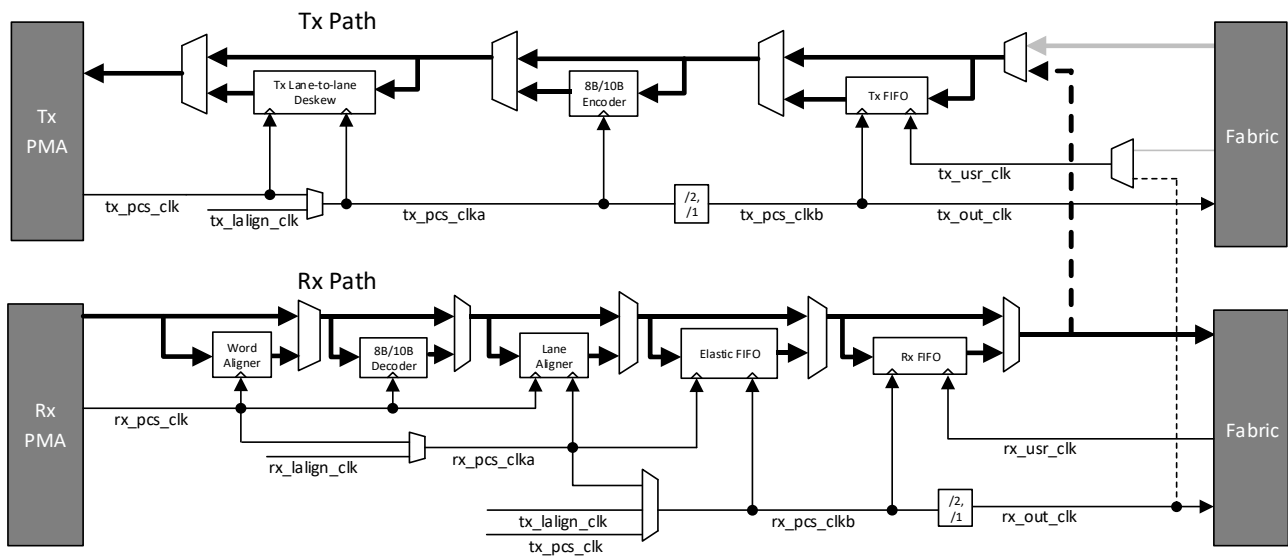 Tx Path
Tx
PMA
Tx Lane-to-lane
Deskew
8B/10B
Encoder
Tx FIFO
Fabric
tx_usr_clk
tx_pcs_clk
tx_lalign_clk
tx_pcs_clka
/2,
/1
tx_pcs_clkb
tx_out_clk
Rx Path
Rx
PMA
Word
Aligner
8B/10B
Decoder
Lane
Aligner
Elastic FIFO
Rx FIFO
Fabric
rx_pcs_clk
rx_lalign_clk
rx_pcs_clka
rx_usr_clk
tx_lalign_clk
tx_pcs_clk
rx_pcs_clkb
/2,
/1
rx_out_clk